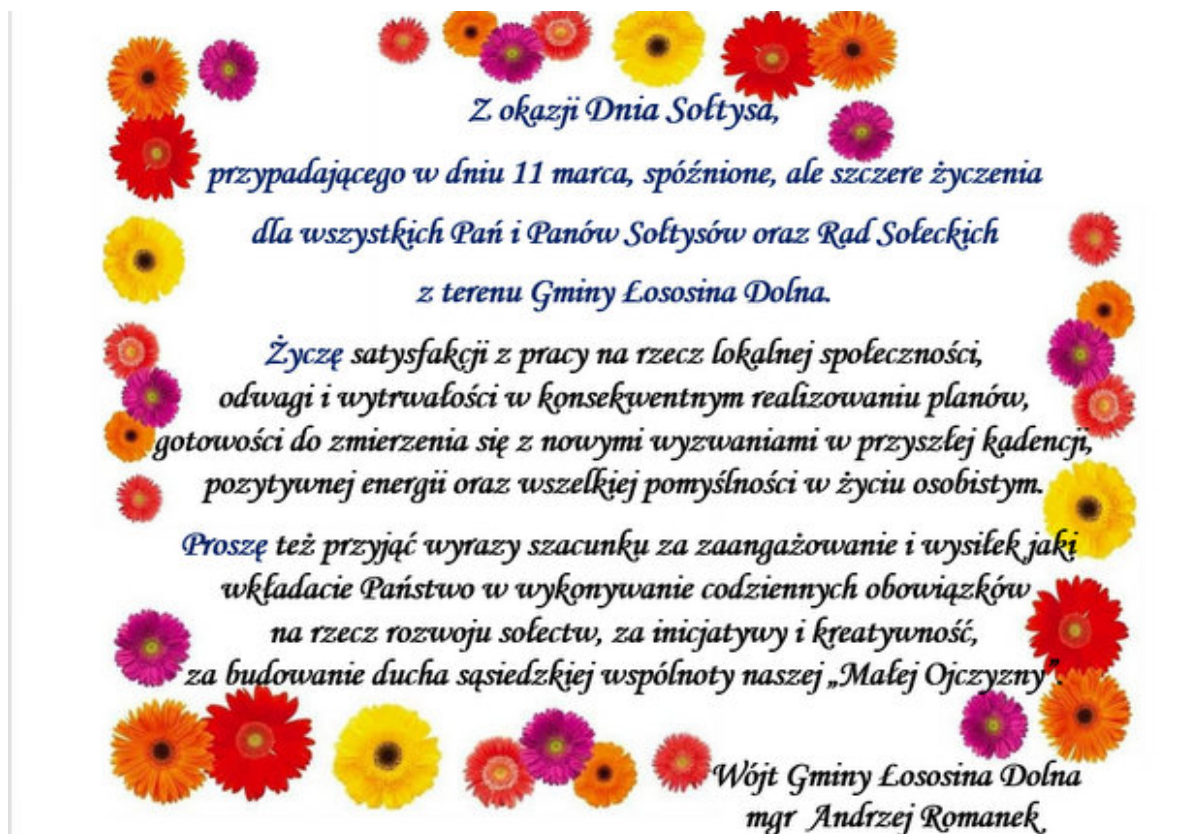 Z okazji Dnia Sołtysa,
przypadającego w dniu 11 marca, spóźnione, ale szczere życzenia
dla wszystkich Pań i Panów Sołtysów oraz Rad Sołeckich
z terenu Gminy Łososina Dolna.
Życzę satysfakcji z pracy na rzecz lokalnej społeczności,
odwagi i wytrwałości w konsekwentnym realizowaniu planów,
gotowości do zmierzenia się z nowymi wyzwaniami w przyszłej kadencji,
pozytywnej energii oraz wszelkiej pomyślności w życiu osobistym.
Proszę też przyjąć wyrazy szacunku za zaangażowanie i wysiłek jaki
wkładacie Państwo w wykonywanie codziennych obowiązków
na rzecz rozwoju sołectw, za inicjatywy i kreatywność,
za budowanie ducha sąsiedzkiej wspólnoty naszej „Małej Ojczyzny”.
Wójt Gminy Łososina Dolna
mgr Andrzej Romanek